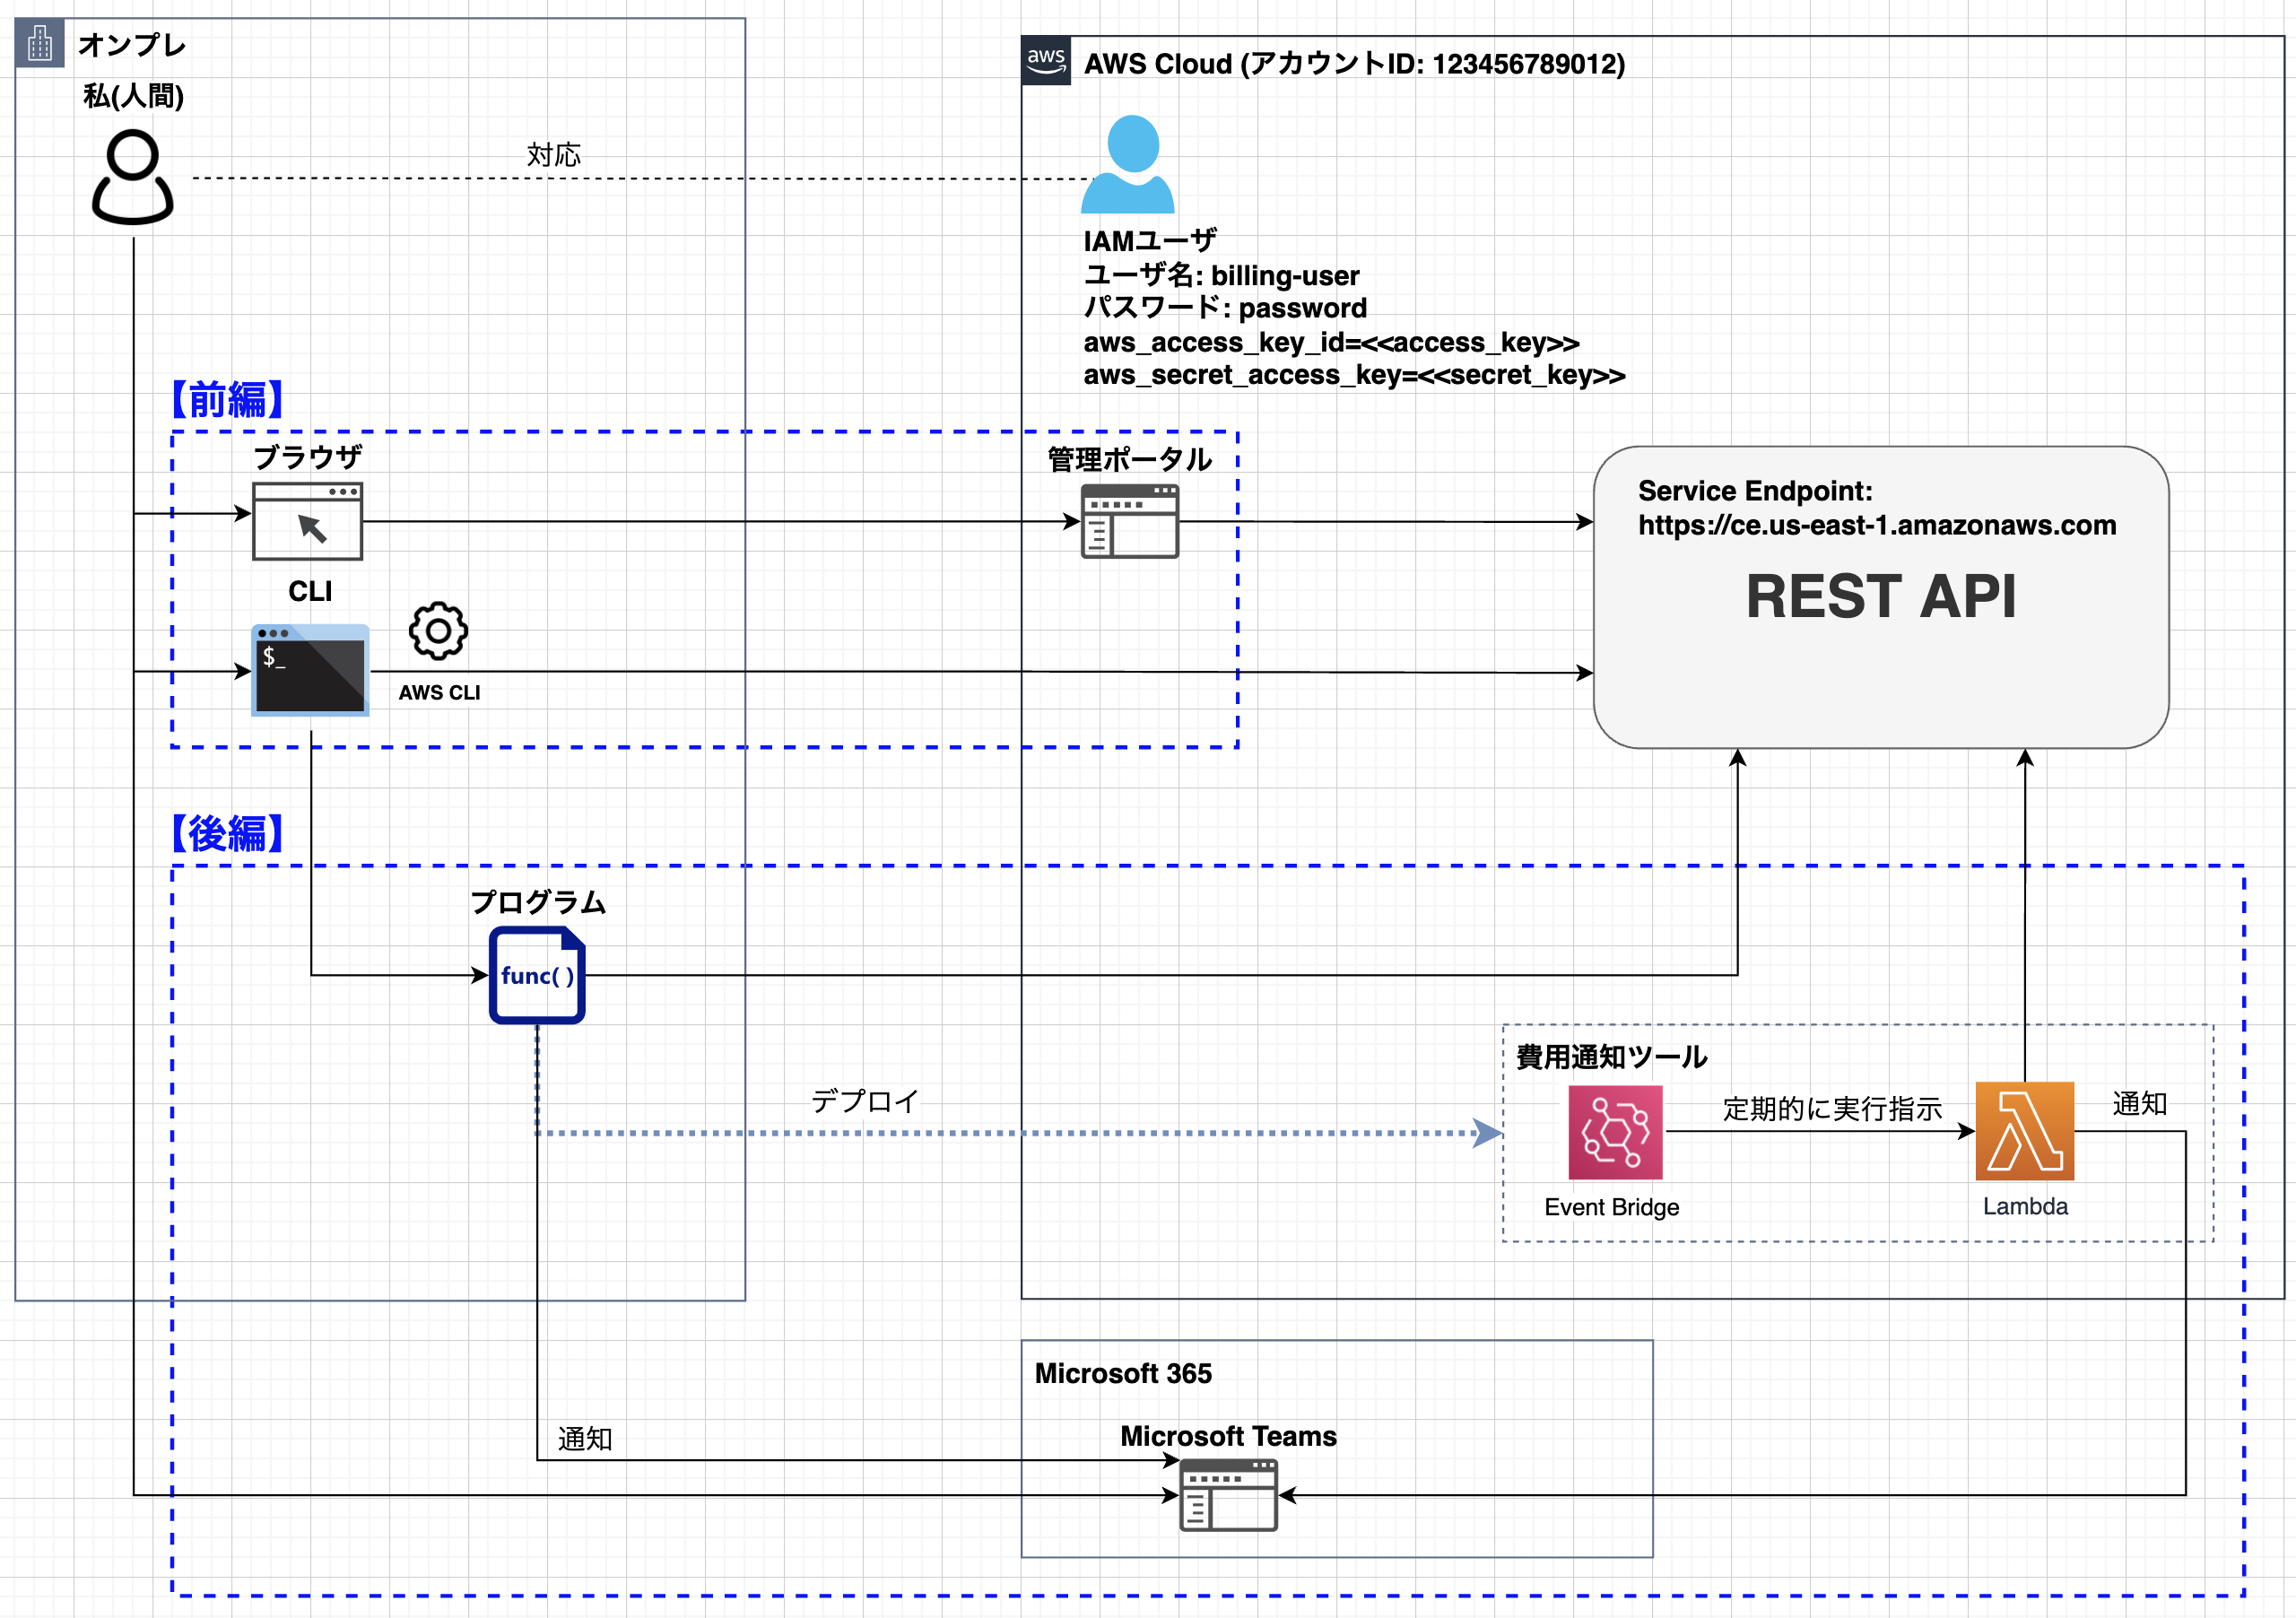 オンプレ
私(人間)
対応
aws
AWS Cloud (アカウントID: 123456789012)
IAMユーザ
ユーザ名: billing-user
パスワード: password
aws_access_key_id=<<access_key>>
aws_secret_access_key=<<secret_key>>
【前編】
ブラウザ
管理ポータル
CLI
$_
AWS CLI
Service Endpoint:
https://ce.us-east-1.amazonaws.com
REST API
【後編】
プログラム
func( )
デプロイ
費用通知ツール
定期的に実行指示
通知
Event Bridge
Lambda
Microsoft 365
Microsoft Teams
通知